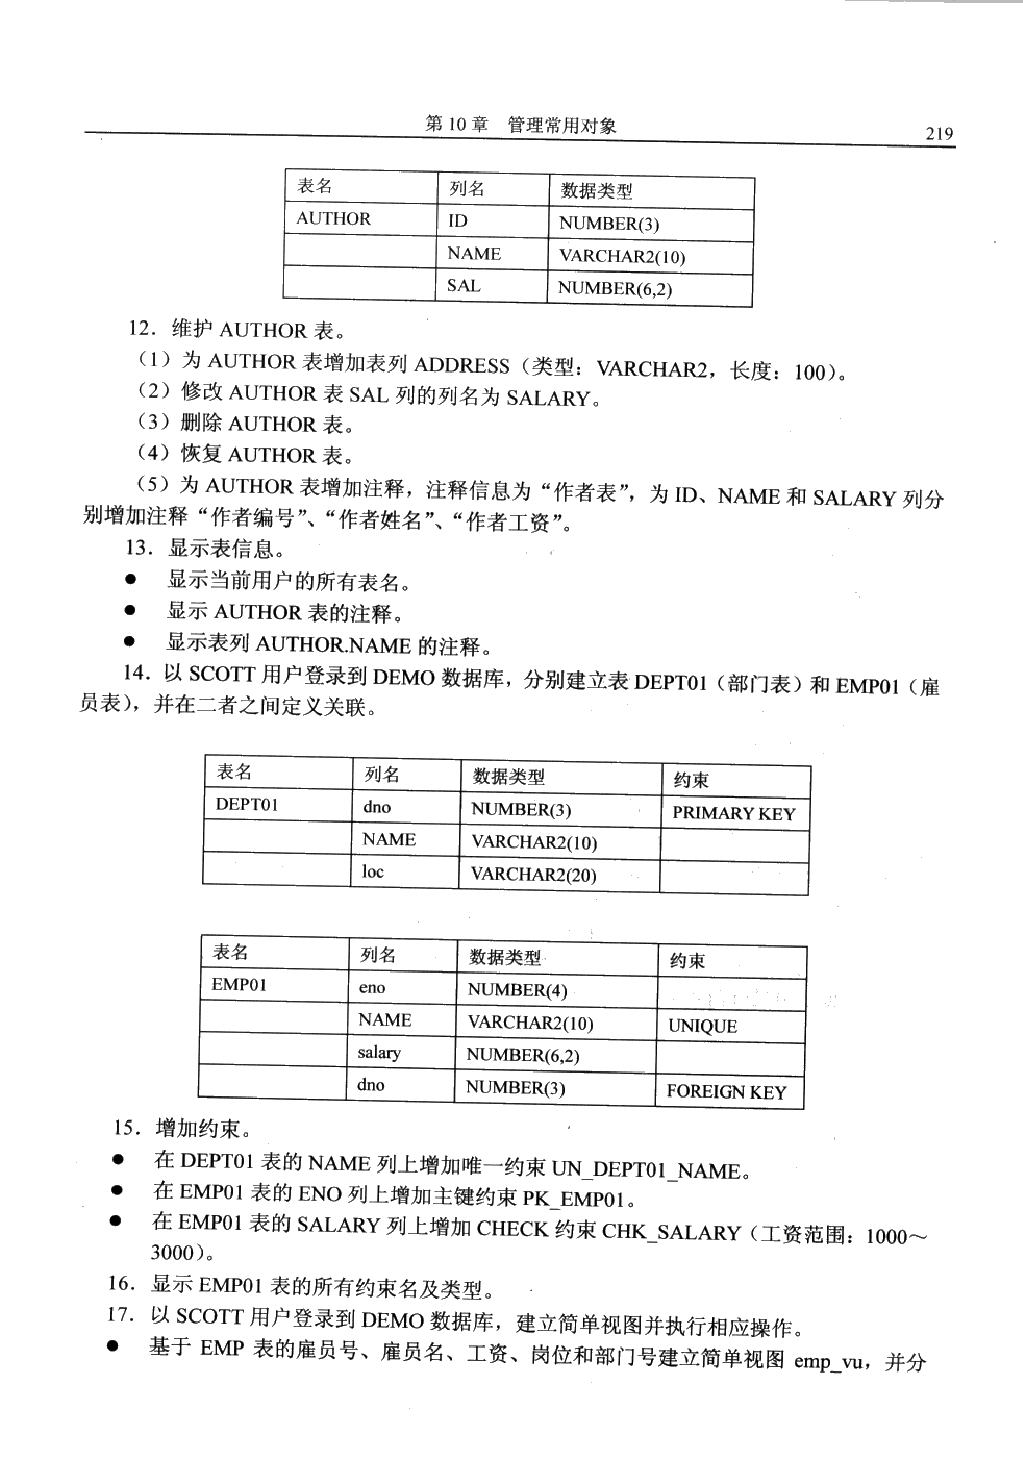 第 10 章 管理常用对象
219
表名 列名 数据类型
AUTHOR ID NUMBER(3)
NAME VARCHAR2(10)
SAL NUMBER(6,2)
12．维护 AUTHOR 表。
（1）为 AUTHOR 表增加表列 ADDRESS（类型：VARCHAR2，长度：100）。
（2）修改 AUTHOR 表 SAL 列的列名为 SALARY。
（3）删除 AUTHOR 表。
（4）恢复 AUTHOR 表。
（5）为 AUTHOR 表增加注释，注释信息为“作者表”，为 ID、NAME 和 SALARY 列分
别增加注释“作者编号”、“作者姓名”、“作者工资”。
13．显示表信息。
● 显示当前用户的所有表名。
● 显示 AUTHOR 表的注释。
● 显示表列 AUTHOR.NAME 的注释。
14．以 SCOTT 用户登录到 DEMO 数据库，分别建立表 DEPT01（部门表）和 EMP01（雇
员表），并在二者之间定义关联。
表名 列名 数据类型 约束
DEPT01 dno NUMBER(3) PRIMARY KEY
NAME VARCHAR2(10)
loc VARCHAR2(20)
表名 列名 数据类型 约束
EMP01 eno NUMBER(4)
NAME VARCHAR2(10) UNIQUE
salary NUMBER(6,2)
dno NUMBER(3) FOREIGN KEY
15．增加约束。
● 在 DEPT01 表的 NAME 列上增加唯一约束 UN_DEPT01_NAME。
● 在 EMP01 表的 ENO 列上增加主键约束 PK_EMP01。
● 在 EMP01 表的 SALARY 列上增加 CHECK 约束 CHK_SALARY（工资范围：1000～
3000）。
16．显示 EMP01 表的所有约束名及类型。
17．以 SCOTT 用户登录到 DEMO 数据库，建立简单视图并执行相应操作。
● 基于 EMP 表的雇员号、雇员名、工资、岗位和部门号建立简单视图 emp_vu，并分